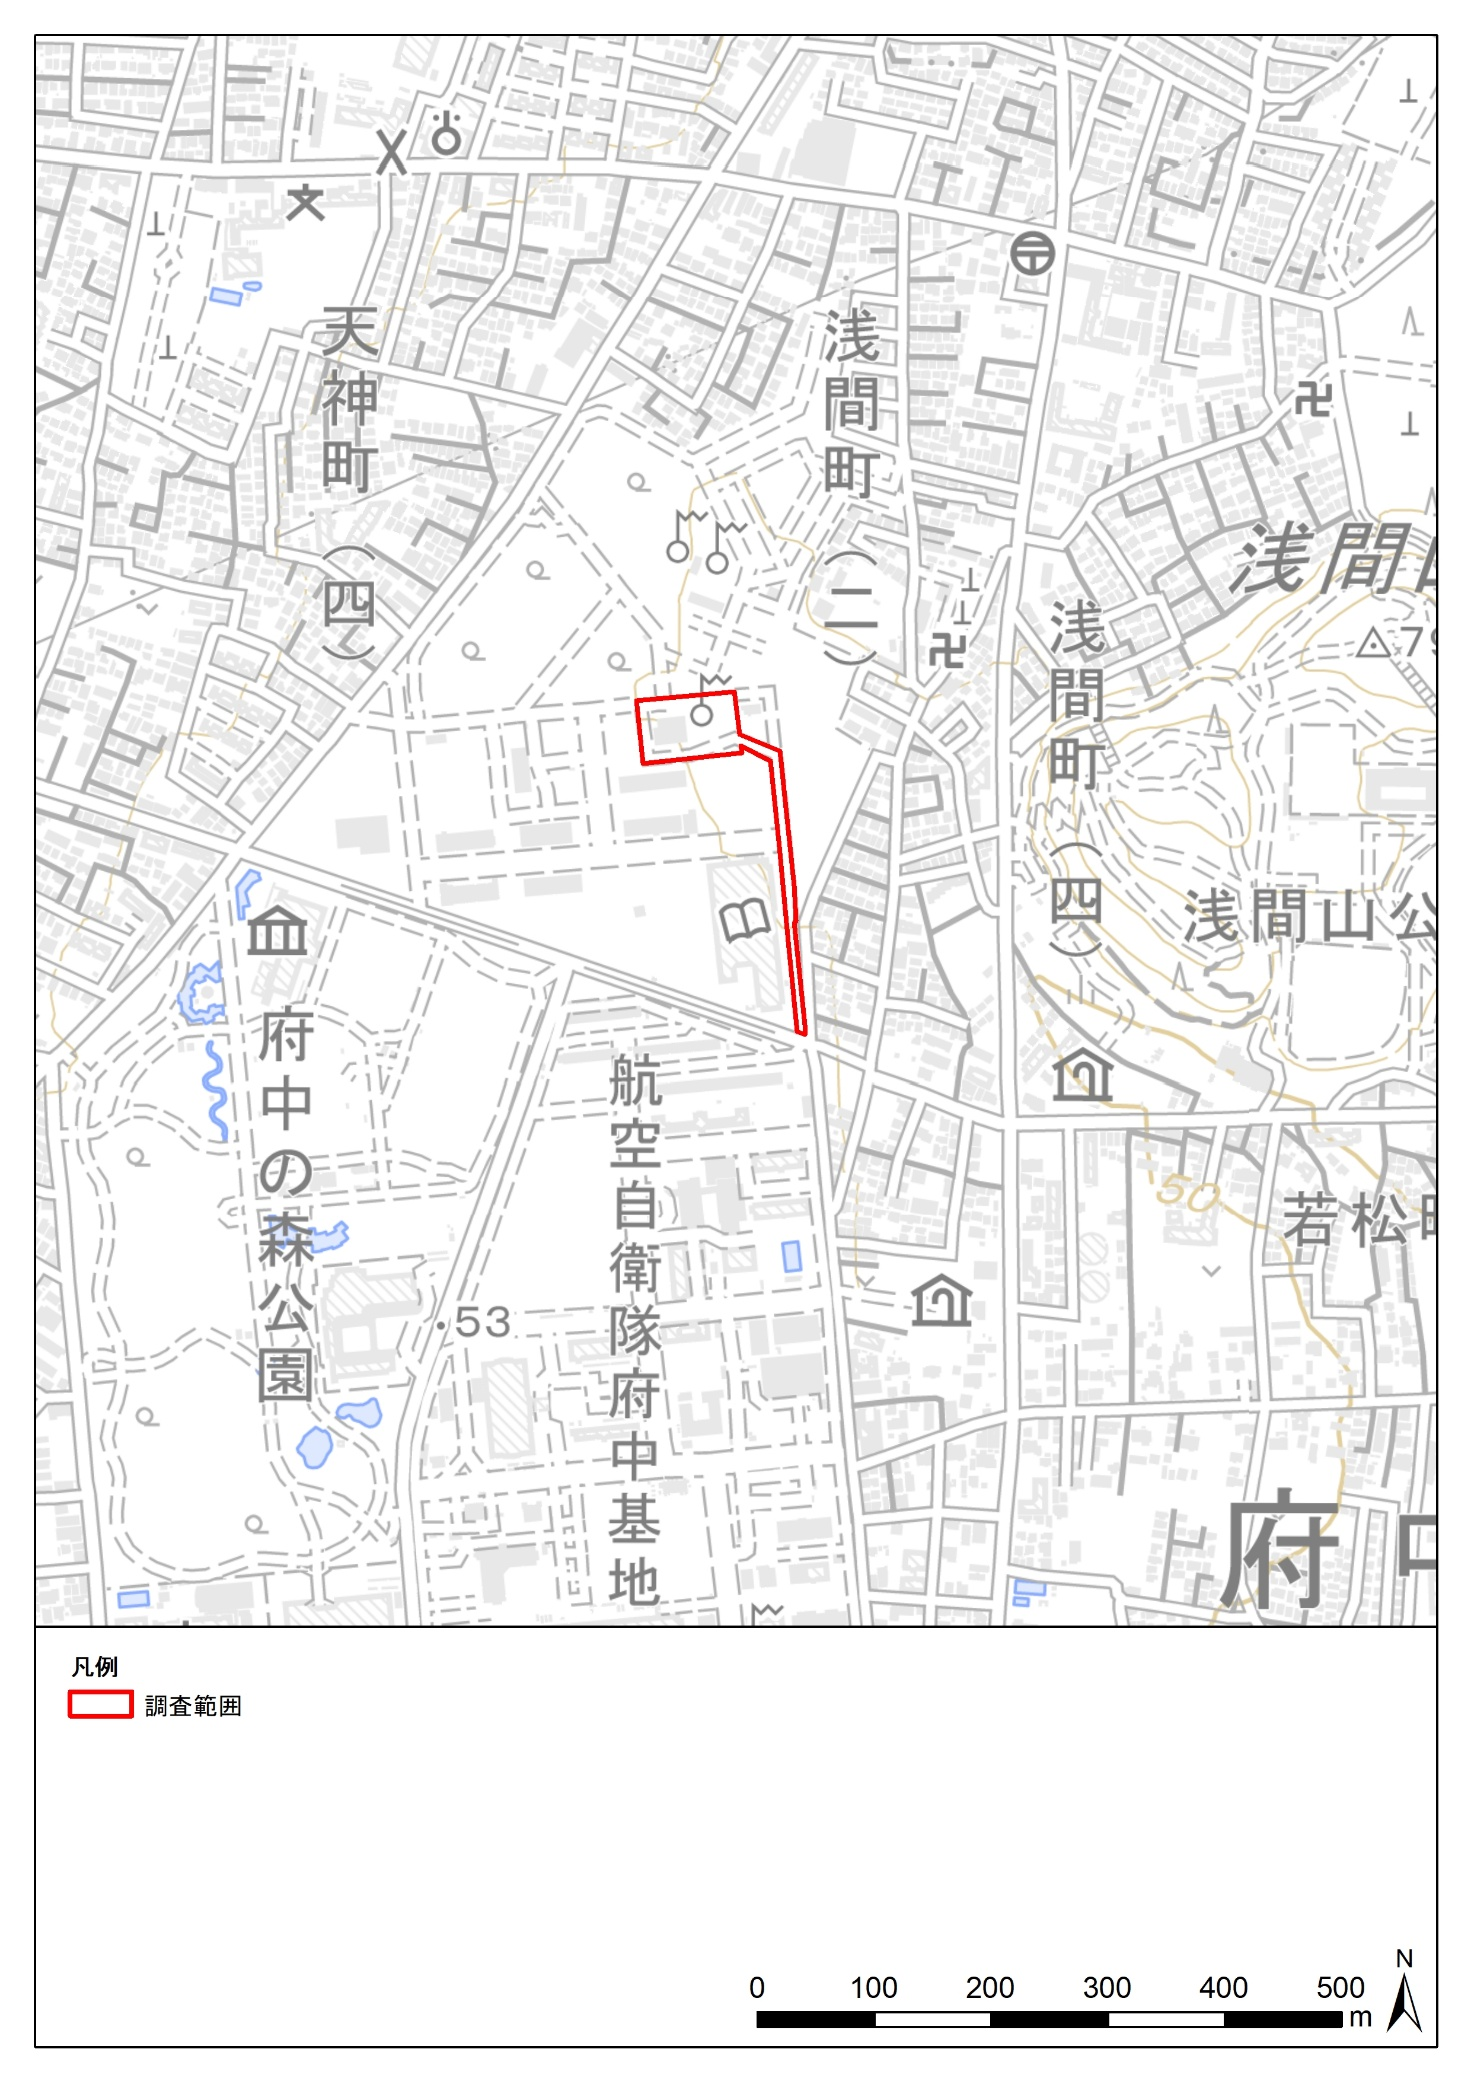 天神町（四）
浅間町（二）
浅間町（四）
浅間山公
79
府中の森公園
航空自衛隊府中基地
53
50
若松町
府中
凡例
調査範囲
0 100 200 300 400 500
m
N